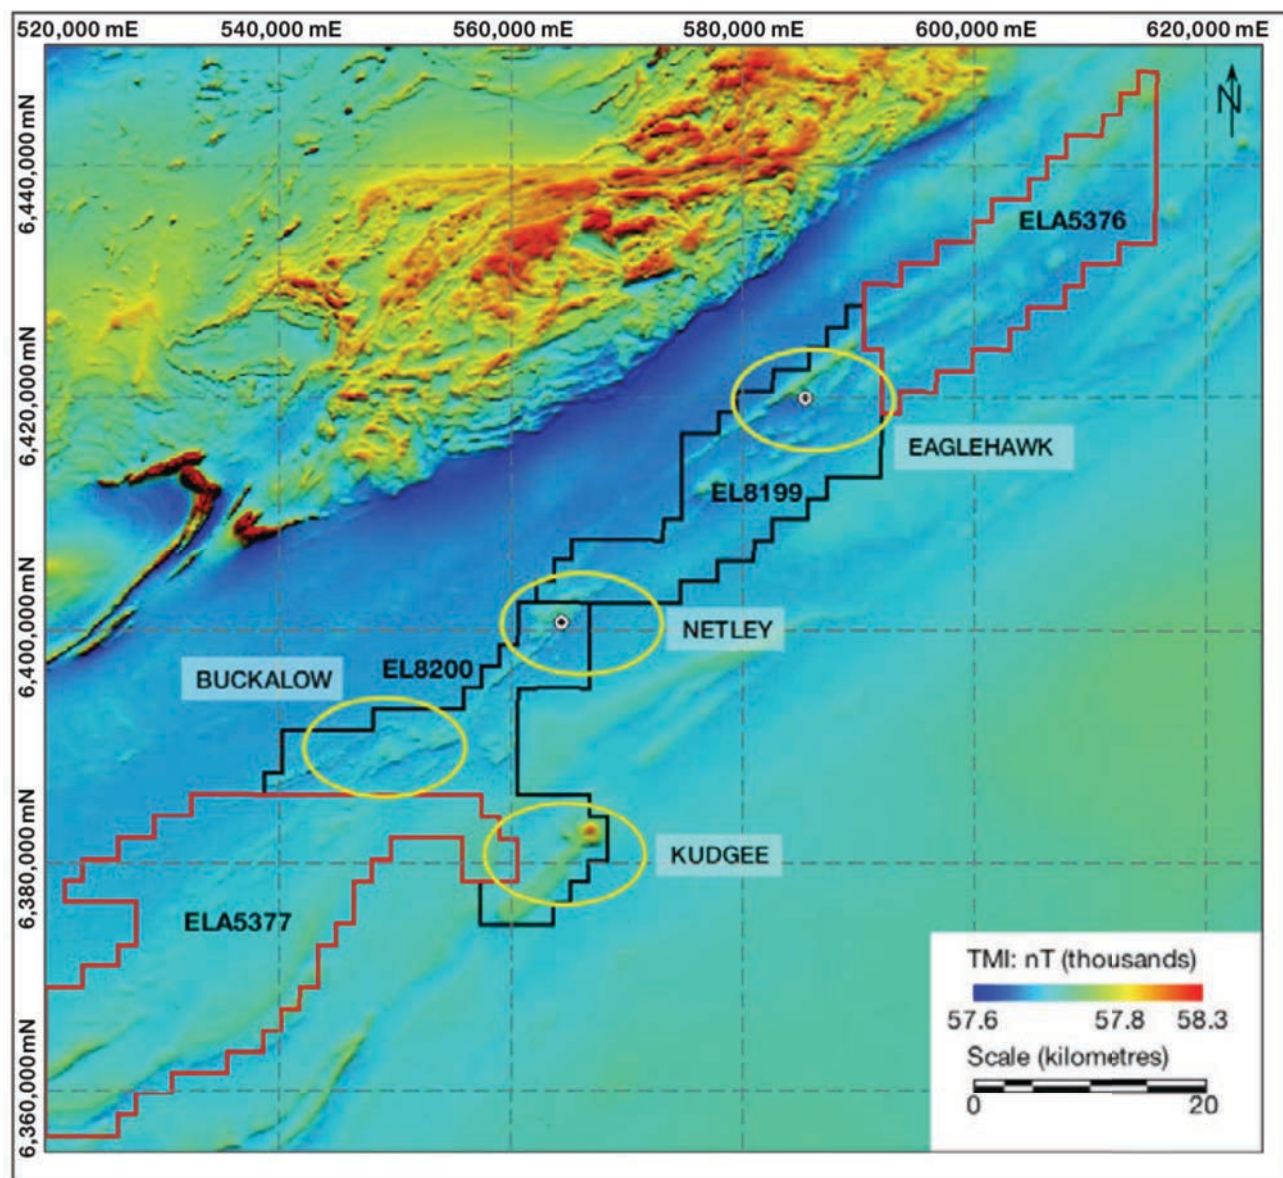 520,000 mE 540,000 mE 560,000 mE 580,000 mE 600,000 mE 620,000 mE
N
6,440,000 mN
ELA5376
6,420,000 mN
EAGLEHAWK
EL8199
6,400,000 mN
NETLEY
EL8200
BUCKALOW
6,380,000 mN
KUDGEE
ELA5377
6,360,000 mN
TMI: nT (thousands)
57.6 57.8 58.3
Scale (kilometres)
0 20